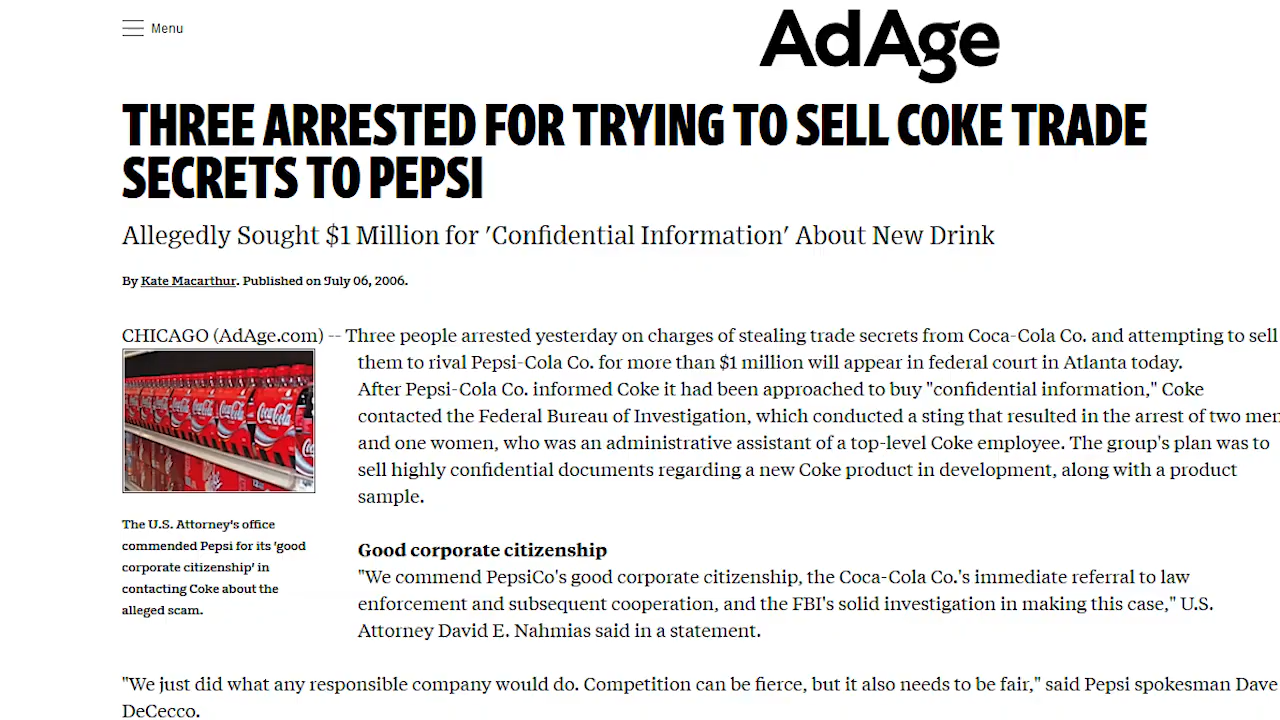 Menu
AdAge
THREE ARRESTED FOR TRYING TO SELL COKE TRADE
SECRETS TO PEPSI
Allegedly Sought $1 Million for 'Confidential Information' About New Drink
By Kate Macarthur. Published on July 06, 2006.
CHICAGO (AdAge.com) -- Three people arrested yesterday on charges of stealing trade secrets from Coca-Cola Co. and attempting to sell
them to rival Pepsi-Cola Co. for more than $1 million will appear in federal court in Atlanta today.
After Pepsi-Cola Co. informed Coke it had been approached to buy "confidential information," Coke
contacted the Federal Bureau of Investigation, which conducted a sting that resulted in the arrest of two men
and one women, who was an administrative assistant of a top-level Coke employee. The group's plan was to
sell highly confidential documents regarding a new Coke product in development, along with a product
sample.
Coca-Cola
The U.S. Attorney's office
commended Pepsi for its 'good
corporate citizenship' in
contacting Coke about the
alleged scam.
Good corporate citizenship
"We commend PepsiCo's good corporate citizenship, the Coca-Cola Co.'s immediate referral to law
enforcement and subsequent cooperation, and the FBI's solid investigation in making this case," U.S.
Attorney David E. Nahmias said in a statement.
"We just did what any responsible company would do. Competition can be fierce, but it also needs to be fair," said Pepsi spokesman Dave
DeCecco.